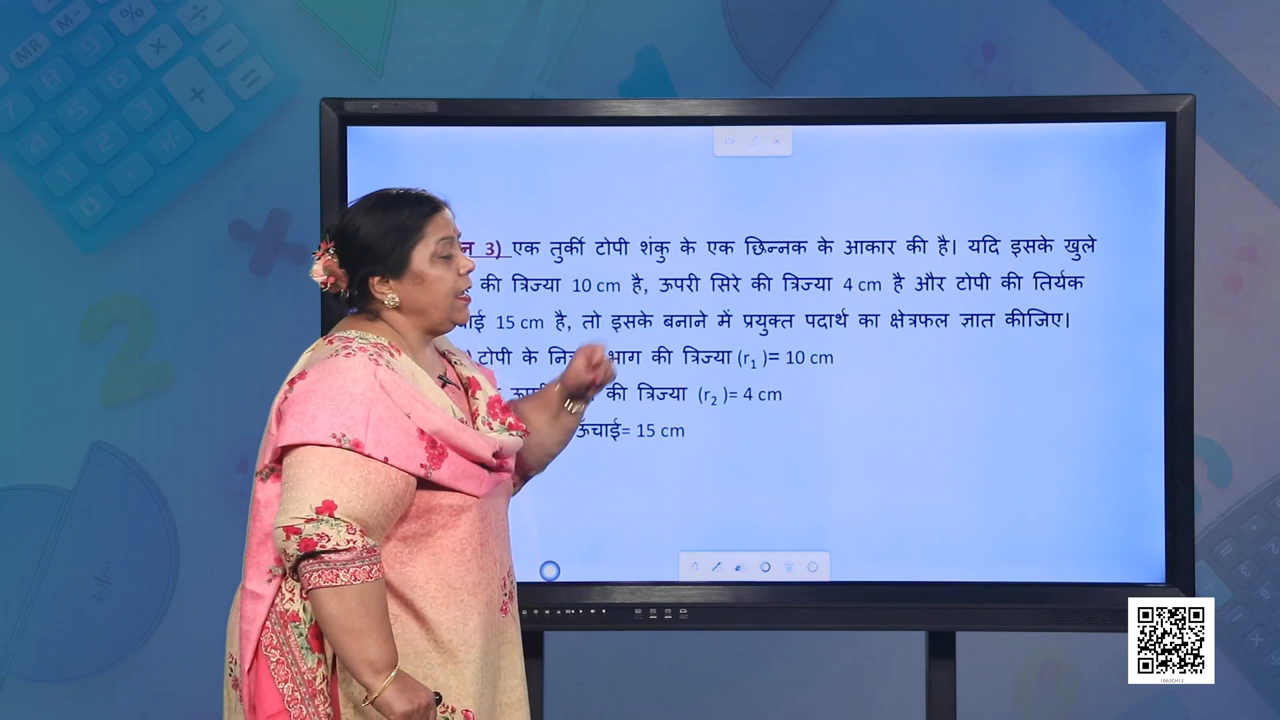 3) एक तुर्की टोपी शंकु के एक छिन्नक के आकार की है। यदि इसके खुले
की त्रिज्या 10 cm है, ऊपरी सिरे की त्रिज्या 4 cm है और टोपी की तिर्यक
15 cm है, तो इसके बनाने में प्रयुक्त पदार्थ का क्षेत्रफल ज्ञात कीजिए।
टोपी के भाग की त्रिज्या (r₁ )= 10 cm
की त्रिज्या (r₂ )= 4 cm
ऊँचाई= 15 cm